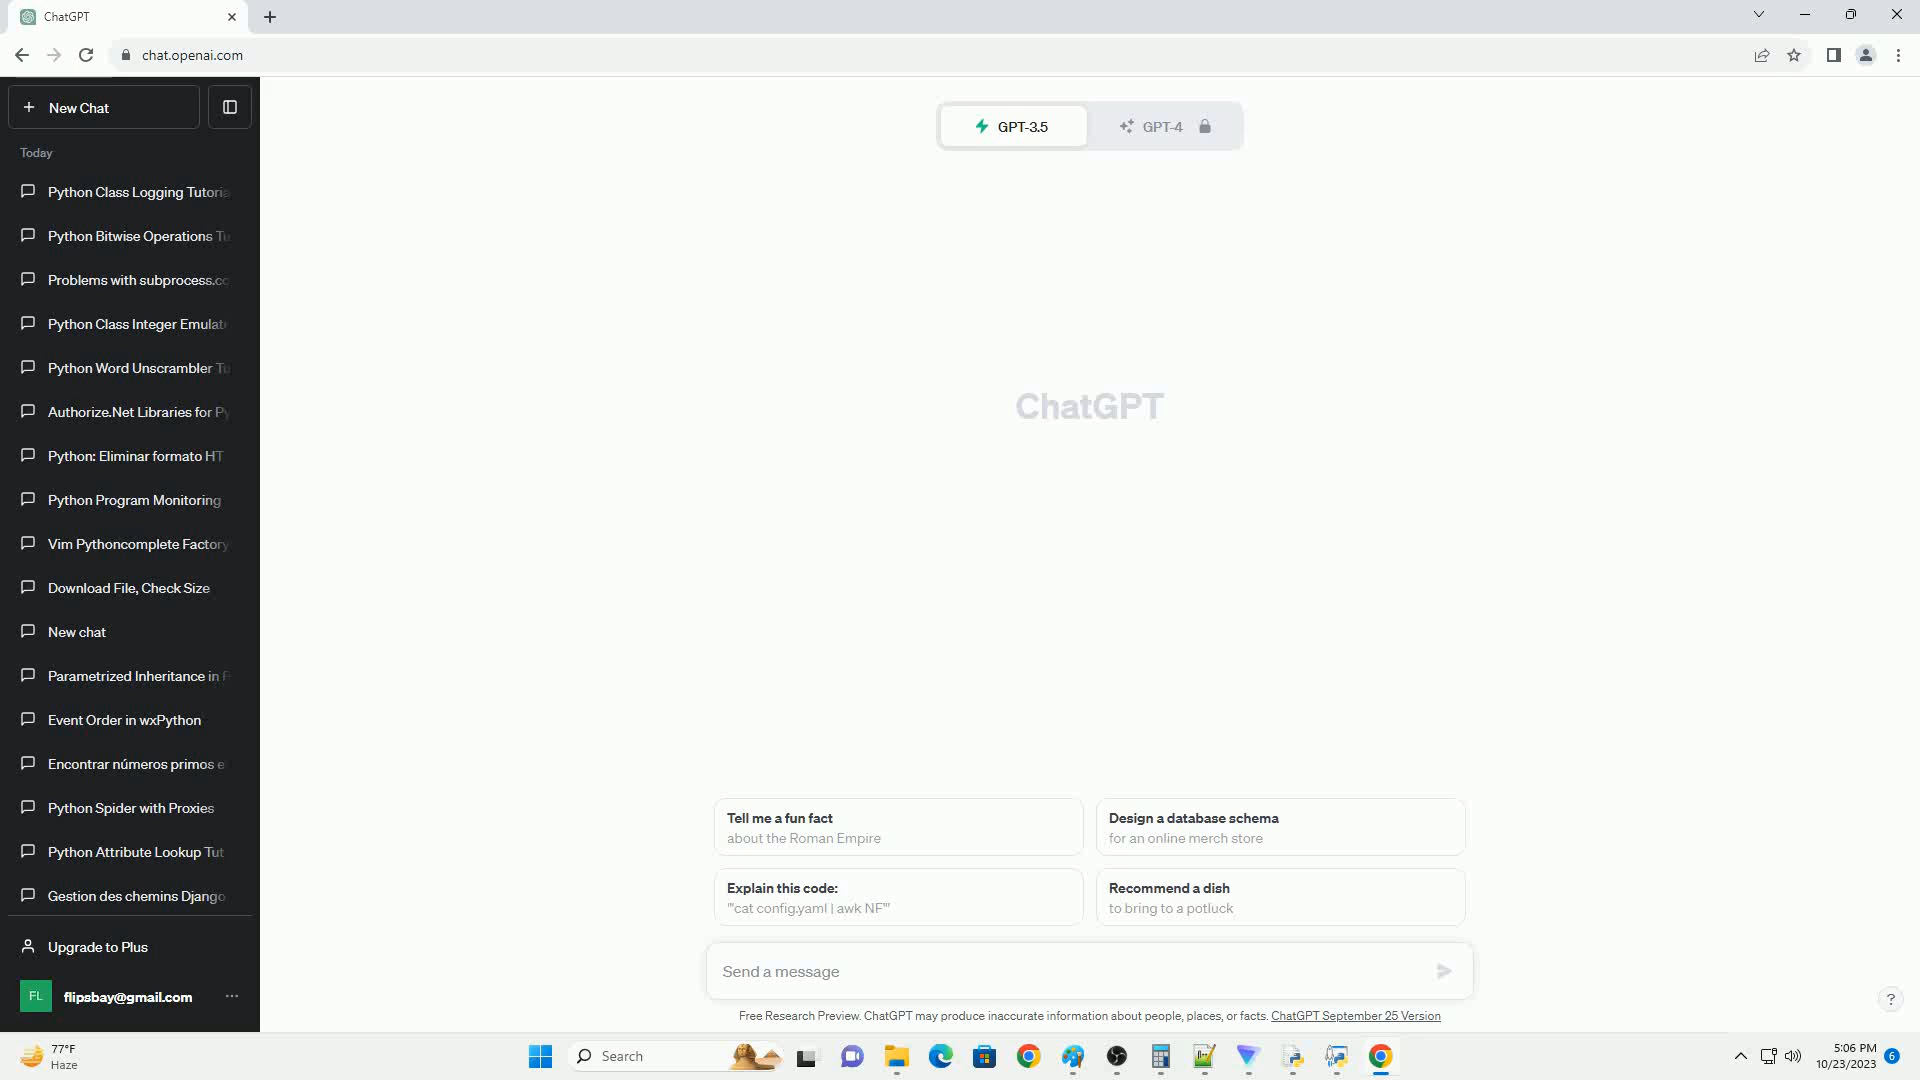 ChatGPT
chat.openai.com
New Chat
GPT-3.5
GPT-4
Today
Python Class Logging Tutoria
Python Bitwise Operations Tu
Problems with subprocess.cc
Python Class Integer Emulat
Python Word Unscrambler Tu
Authorize.Net Libraries for Py
Python: Eliminar formato HT
Python Program Monitoring
Vim Pythoncomplete Factory
Download File, Check Size
New chat
Parametrized Inheritance in P
Event Order in wxPython
Encontrar números primos e
Python Spider with Proxies
Python Attribute Lookup Tut
Gestion des chemins Django
Upgrade to Plus
FL
flipsbay@gmail.com
ChatGPT
Tell me a fun fact
about the Roman Empire
Design a database schema
for an online merch store
Explain this code:
"'cat config.yaml | awk NF'"
Recommend a dish
to bring to a potluck
Send a message
Free Research Preview. ChatGPT may produce inaccurate information about people, places, or facts. ChatGPT September 25 Version
?
77°F
Haze
Search
5:06 PM
10/23/2023
6